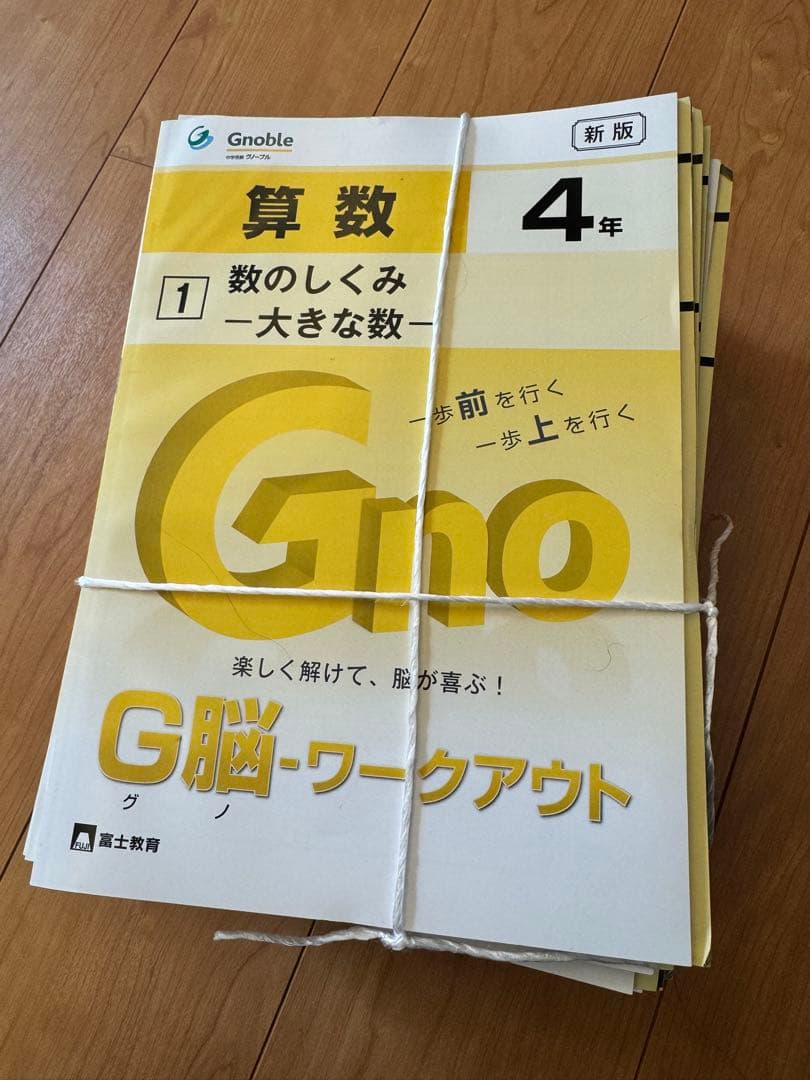 Gnoble
中学受験 グノーブル
新版
算数
4年
1
数のしくみ
－大きな数－
一歩前を行く
一歩上を行く
Gno
楽しく解けて、脳が喜ぶ！
G脳-ワークアウト
グ ノ
FUJI 富士教育